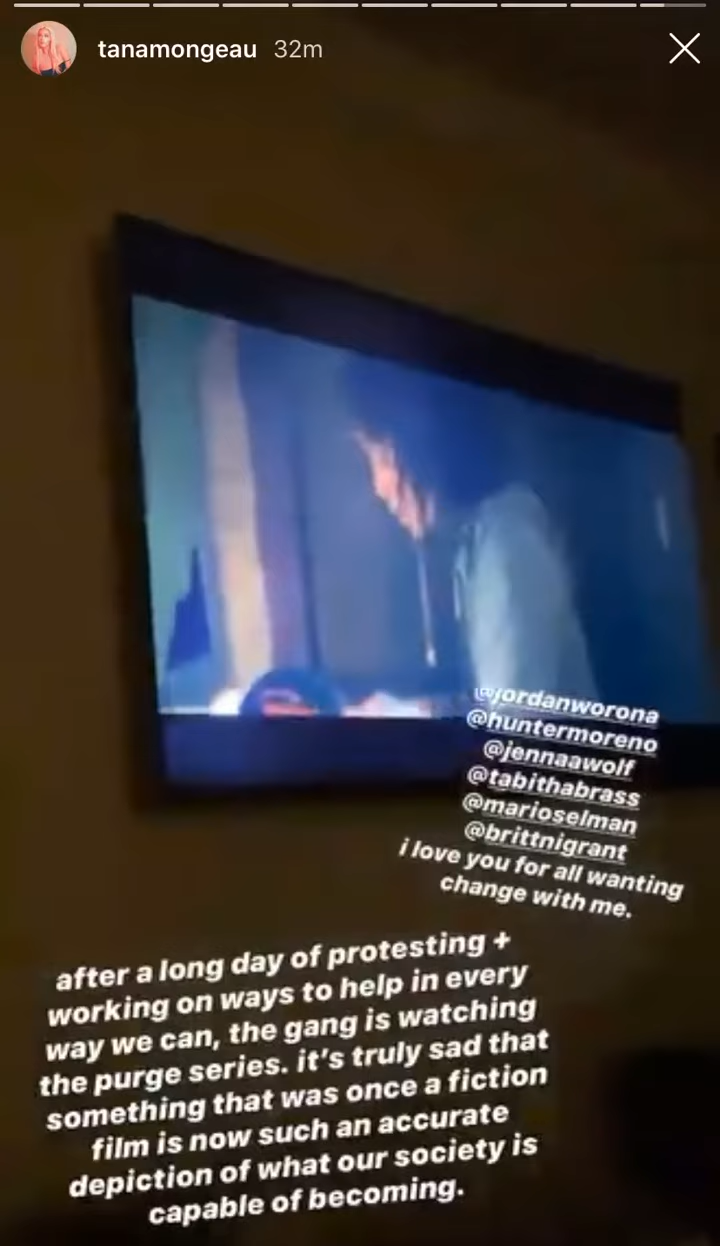 tanamongeau 32m
@jordanworona
@huntermoreno
@jennaawolf
@tabithabrass
@marioselman
@brittnigrant
i love you for all wanting
change with me.
after a long day of protesting +
working on ways to help in every
way we can, the gang is watching
the purge series. it's truly sad that
something that was once a fiction
film is now such an accurate
depiction of what our society is
capable of becoming.